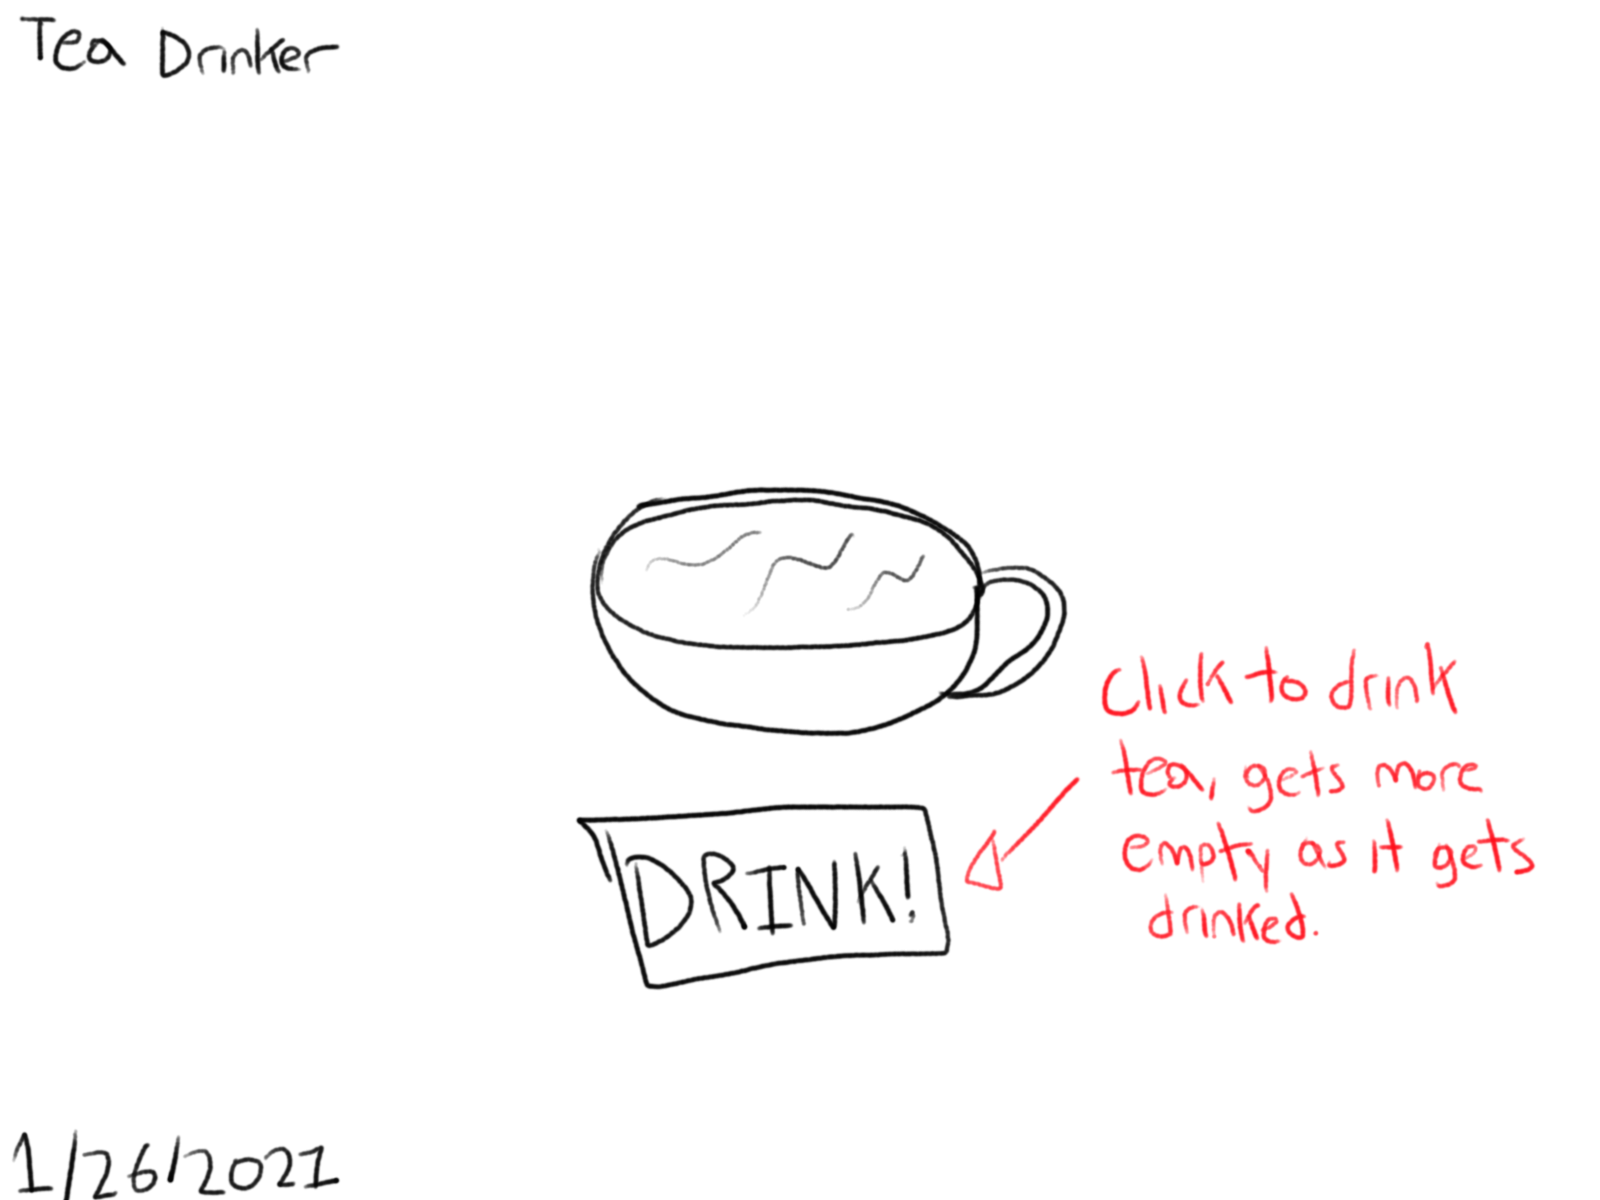 Tea Drinker
Click to drink
tea, gets more
empty as it gets
drinked.
DRINK!
1/26/2021